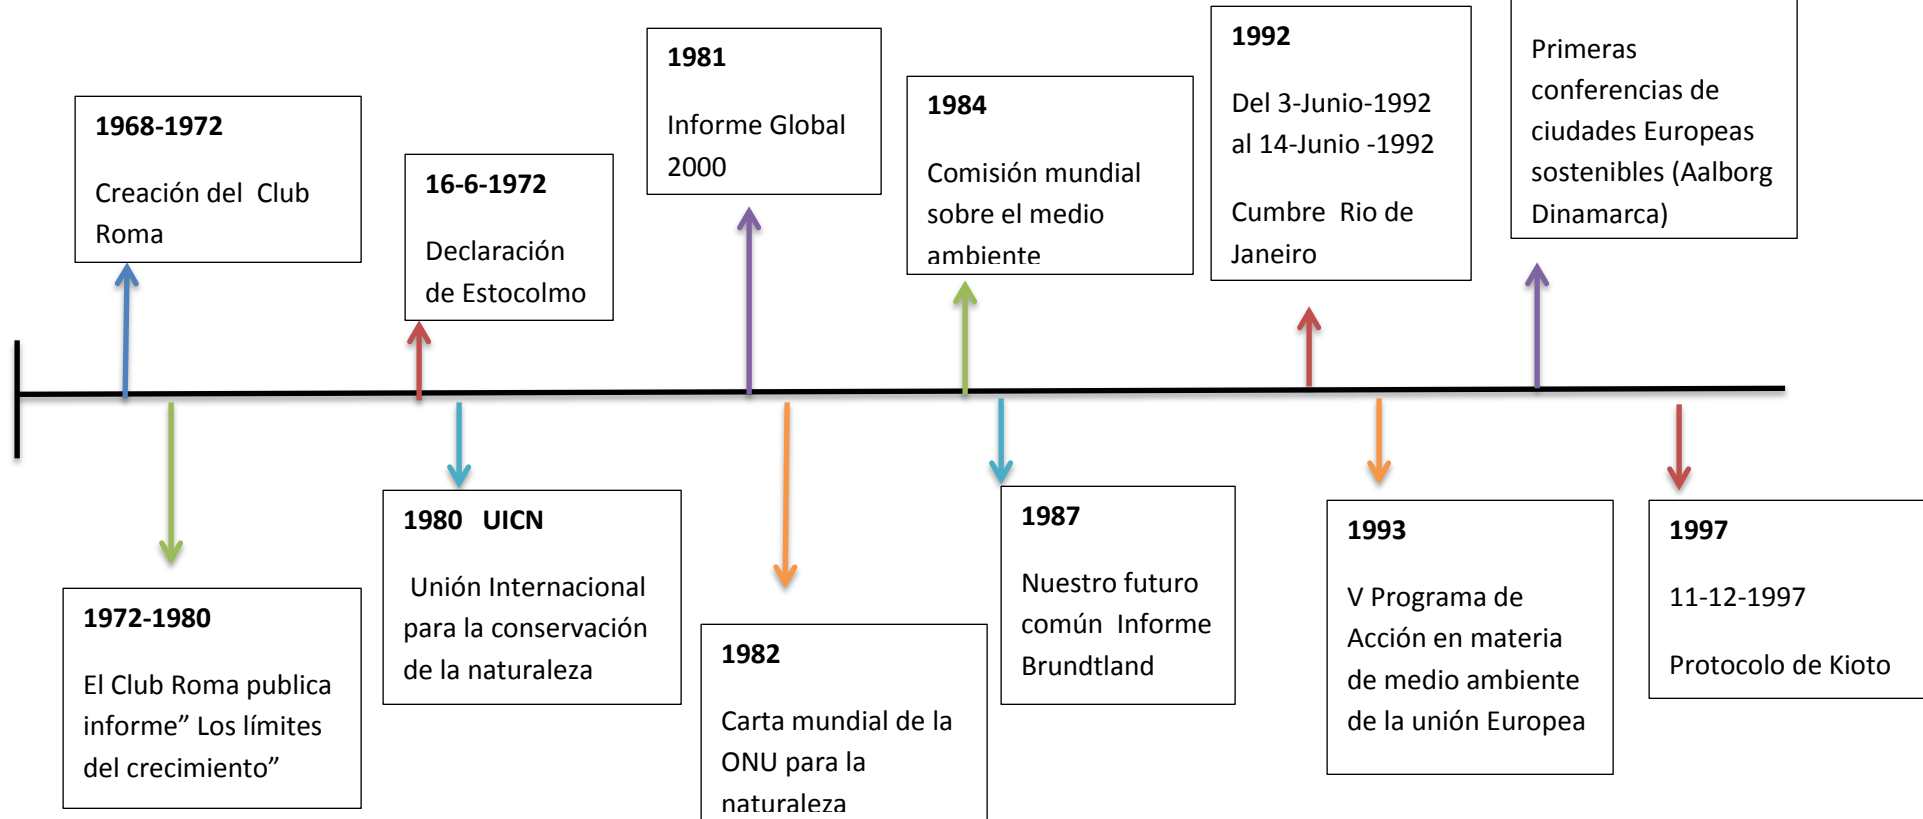 1968-1972
Creación del  Club
Roma
16-6-1972
Declaración
de Estocolmo
1981
Informe Global
2000
1984
Comisión mundial
sobre el medio
ambiente
1992
Del 3-Junio-1992
al 14-Junio -1992
Cumbre  Rio de
Janeiro
Primeras
conferencias de
ciudades Europeas
sostenibles (Aalborg
Dinamarca)
1972-1980
El Club Roma publica
informe” Los límites
del crecimiento”
1980   UICN
Unión Internacional
para la conservación
de la naturaleza
1982
Carta mundial de la
ONU para la
naturaleza
1987
Nuestro futuro
común  Informe
Brundtland
1993
V Programa de
Acción en materia
de medio ambiente
de la unión Europea
1997
11-12-1997
Protocolo de Kioto